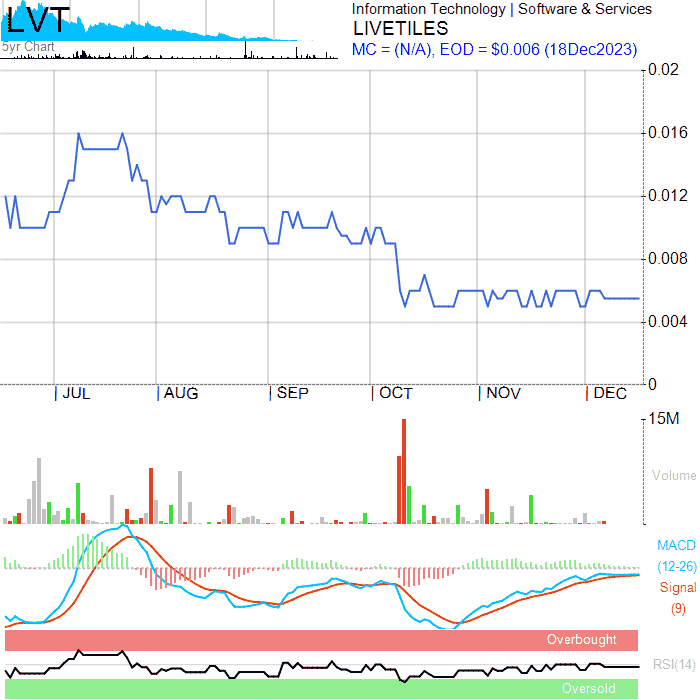 LVT
5yr Chart
Information Technology | Software & Services
LIVETILES
MC = (N/A), EOD = $0.006 (18Dec2023)
0.02
0.016
0.012
0.008
0.004
0
| JUL | AUG | SEP | OCT | NOV | DEC
15M
Volume
MACD
(12-26)
Signal
(9)
Overbought
RSI(14)
Oversold